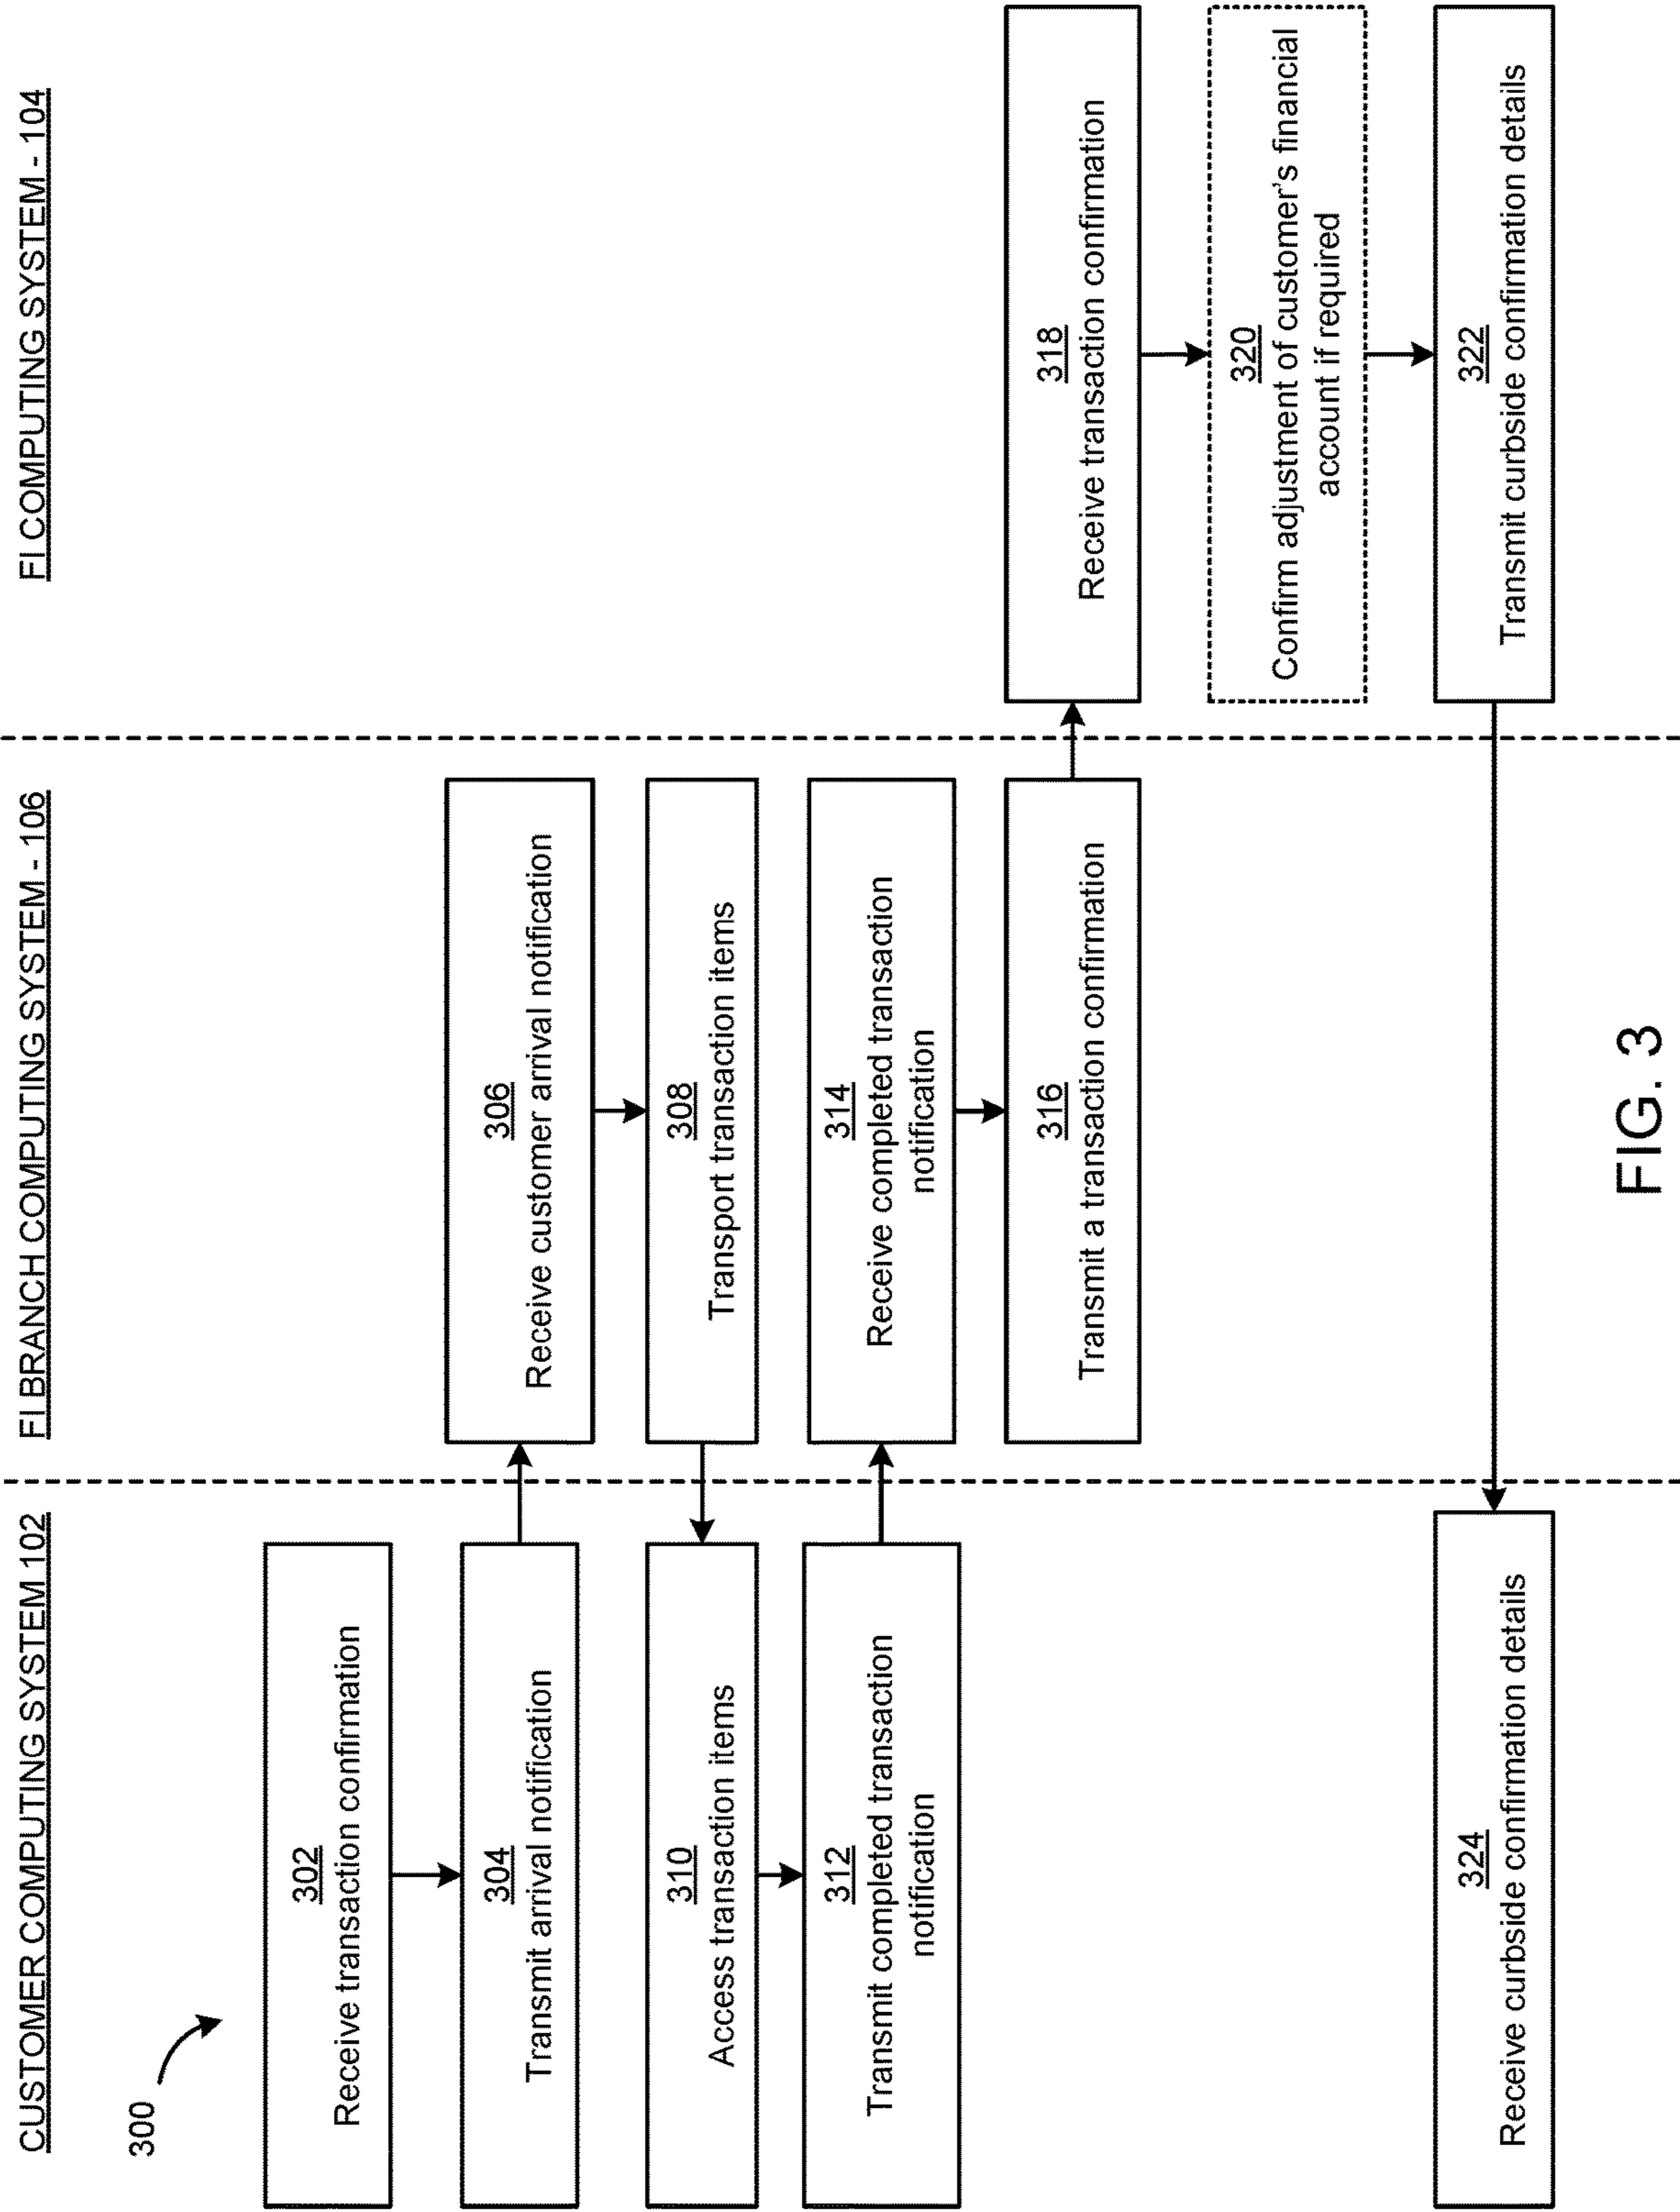 CUSTOMER COMPUTING SYSTEM 102
FI BRANCH COMPUTING SYSTEM - 106
FI COMPUTING SYSTEM - 104
300
302
Receive transaction confirmation
304
Transmit arrival notification
306
Receive customer arrival notification
308
Transport transaction items
310
Access transaction items
312
Transmit completed transaction
notification
314
Receive completed transaction
notification
316
Transmit a transaction confirmation
318
Receive transaction confirmation
320
Confirm adjustment of customer's financial
account if required
322
Transmit curbside confirmation details
324
Receive curbside confirmation details
FIG. 3